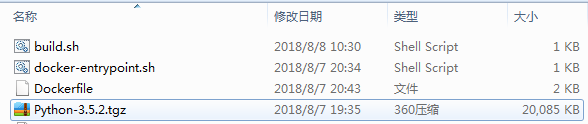 名称 修改日期 类型 大小
build.sh 2018/8/8 10:30 Shell Script 1 KB
docker-entrypoint.sh 2018/8/7 20:34 Shell Script 1 KB
Dockerfile 2018/8/7 20:43 文件 2 KB
Python-3.5.2.tgz 2018/8/7 19:35 360压缩 20,085 KB